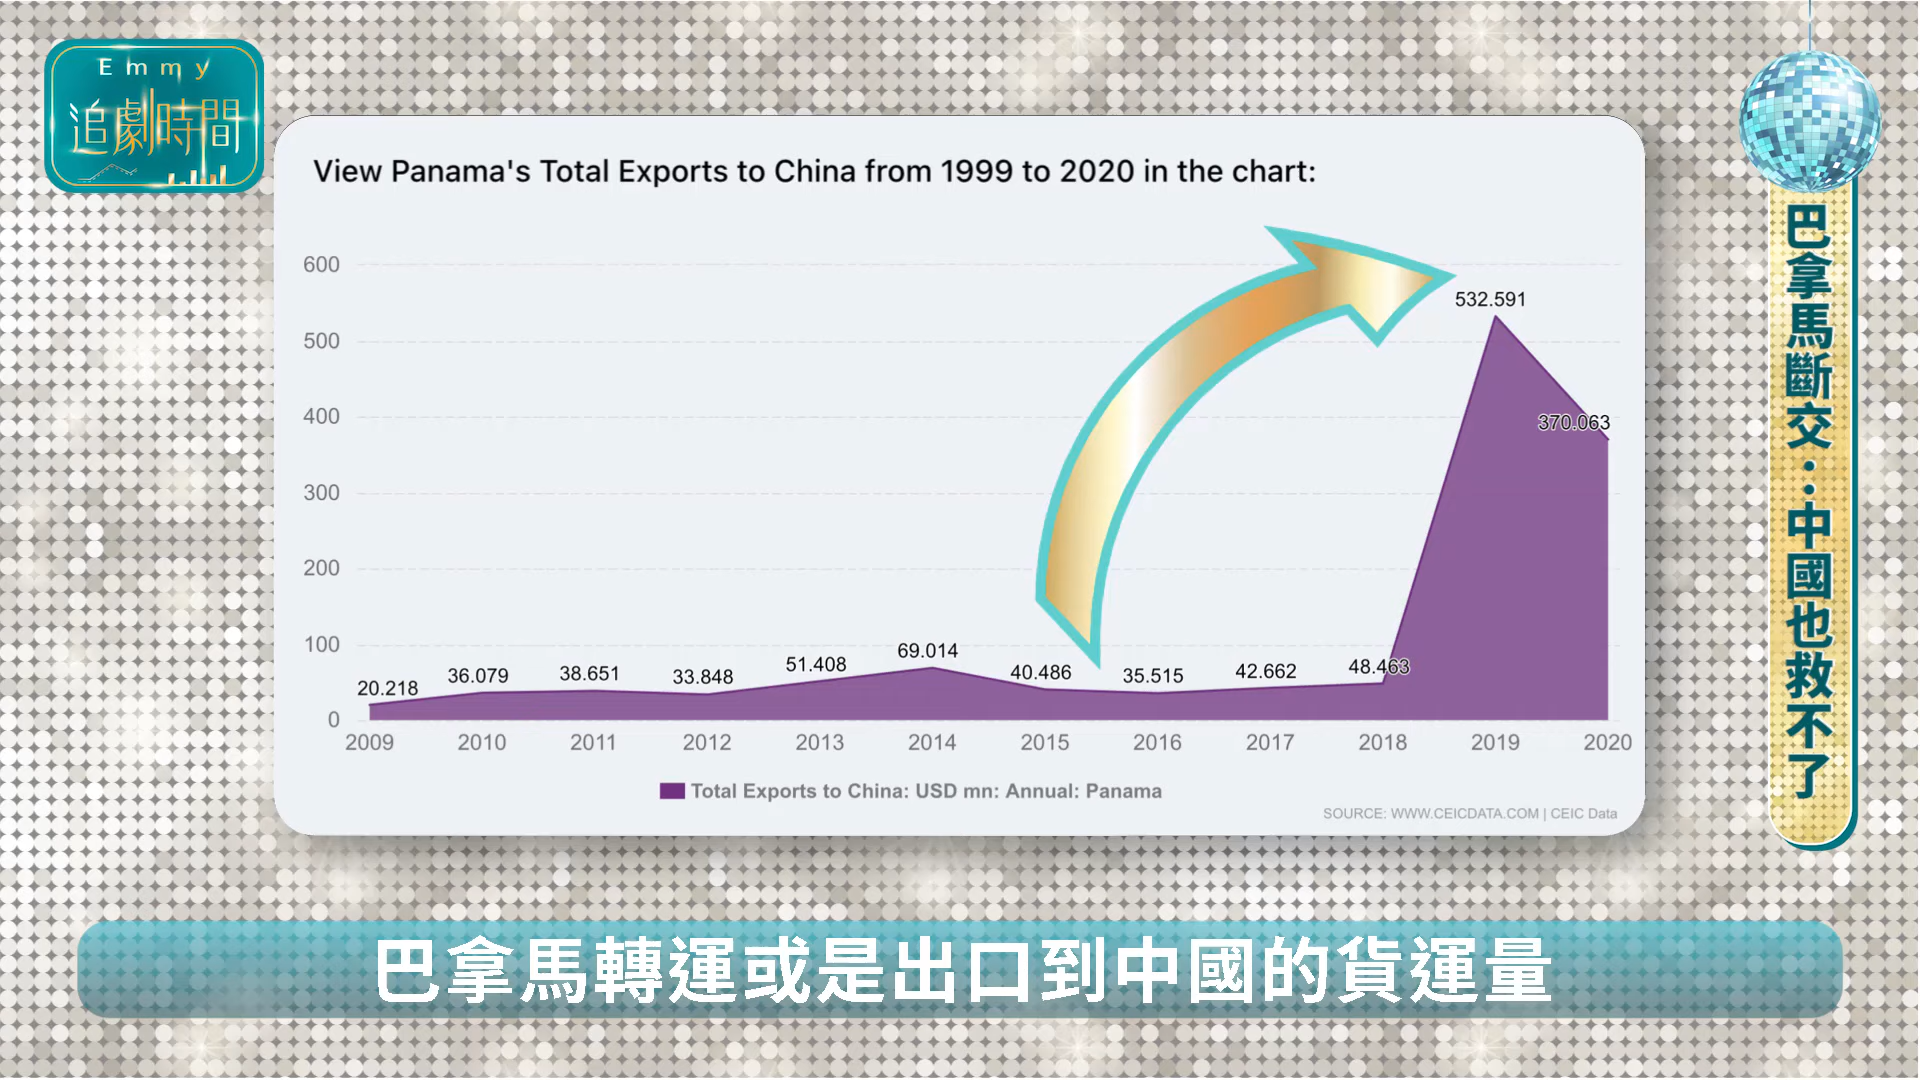 Emmy
追劇時間
View Panama's Total Exports to China from 1999 to 2020 in the chart:
600
500
400
300
200
100
0
20.218
36.079
38.651
33.848
51.408
69.014
40.486
35.515
42.662
48.463
532.591
370.063
2009 2010 2011 2012 2013 2014 2015 2016 2017 2018 2019 2020
Total Exports to China: USD mn: Annual: Panama
SOURCE: WWW.CEICDATA.COM | CEIC Data
巴拿馬斷交··中國也救不了
巴拿馬轉運或是出口到中國的貨運量